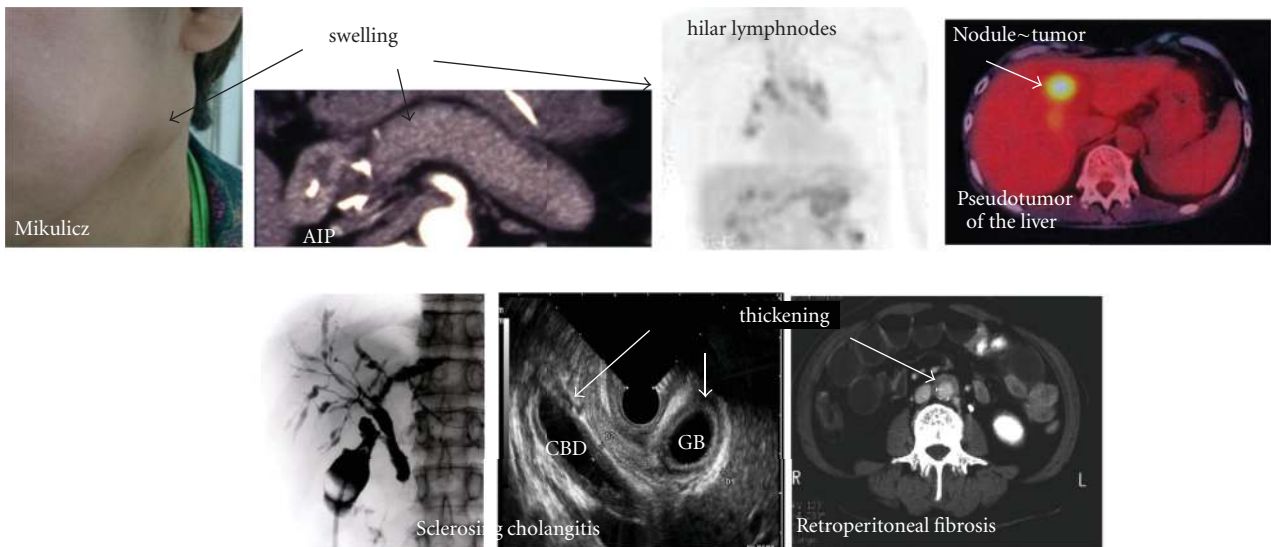 swelling
hilar lymphnodes
Nodule~tumor
Mikulicz
AIP
Pseudotumor
of the liver
thickening
CBD
GB
R
L
Sclerosing cholangitis
Retroperitoneal fibrosis